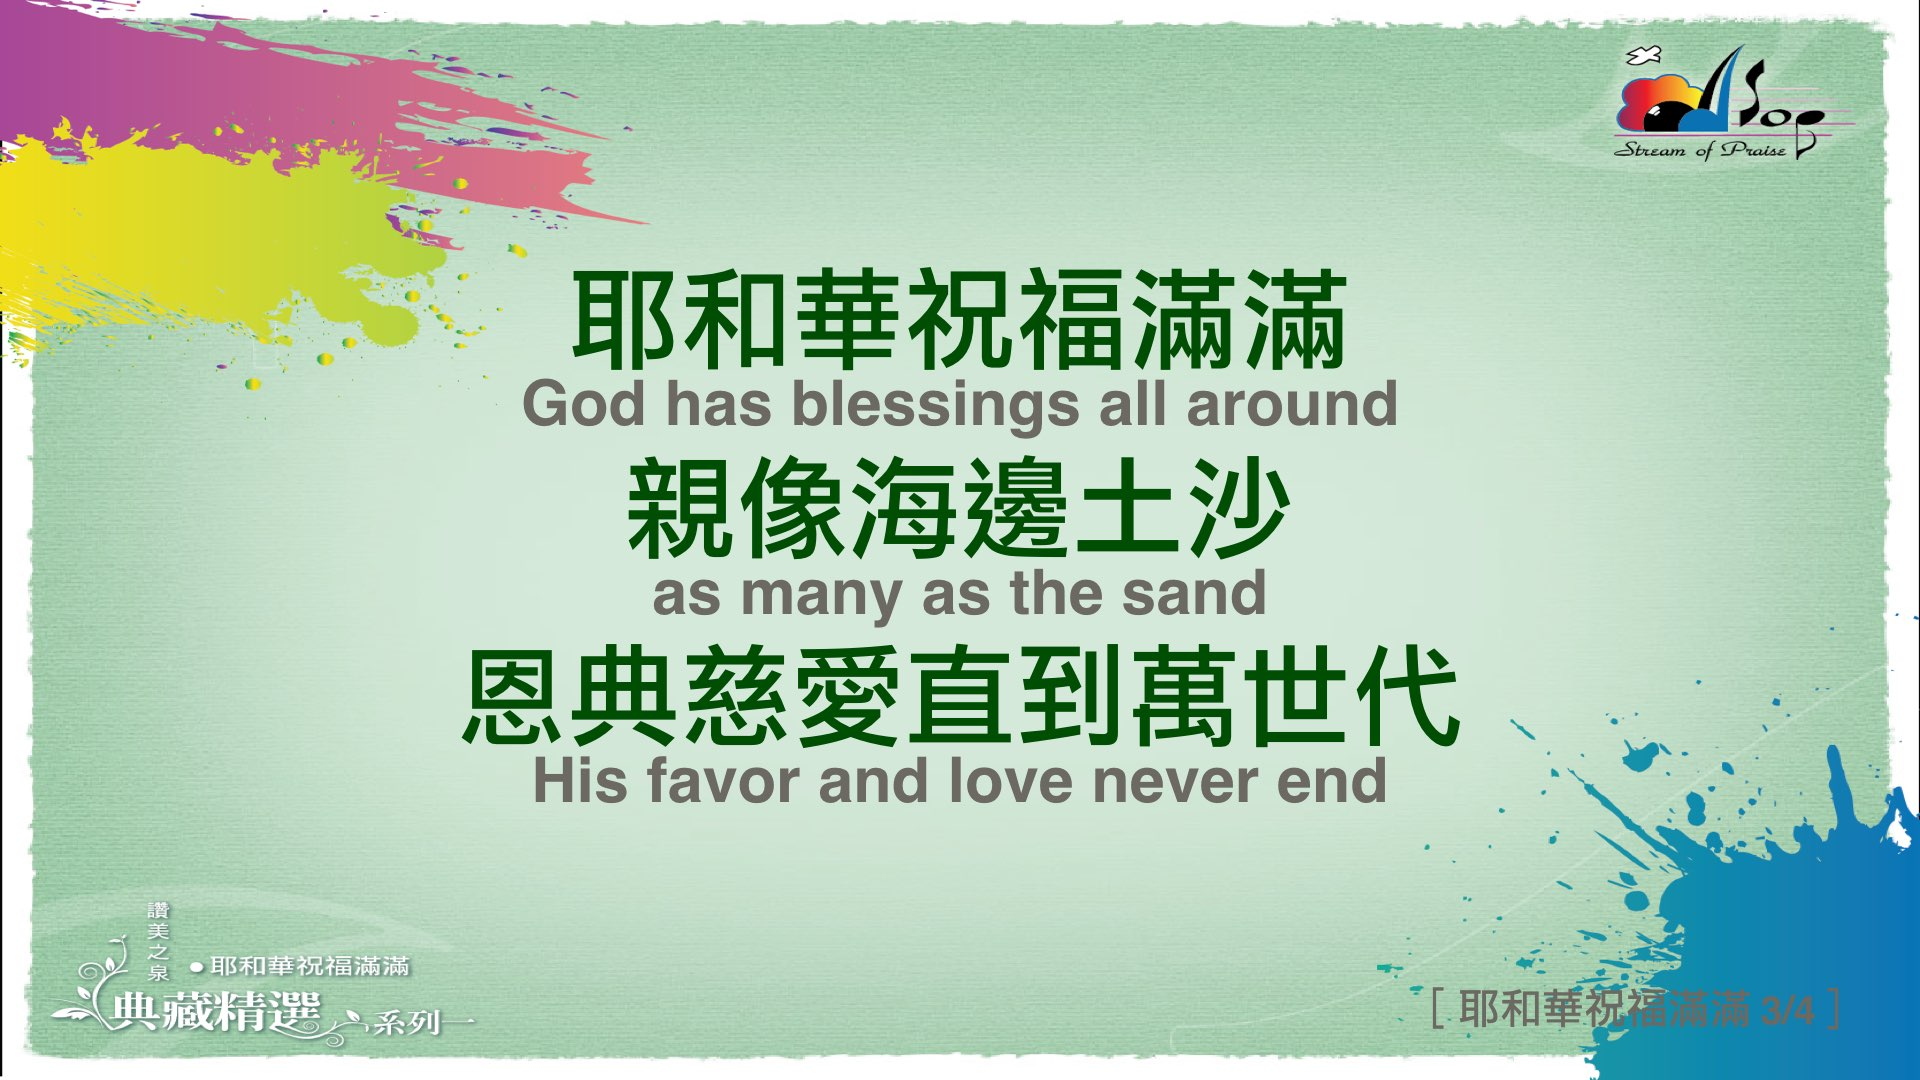 Sop
Stream of Praise
耶和華祝福滿滿
God has blessings all around
親像海邊土沙
as many as the sand
恩典慈愛直到萬世代
His favor and love never end
讚美之泉
•耶和華祝福滿滿
典藏精選 系列一
[ 耶和華祝福滿滿 3/4 ]